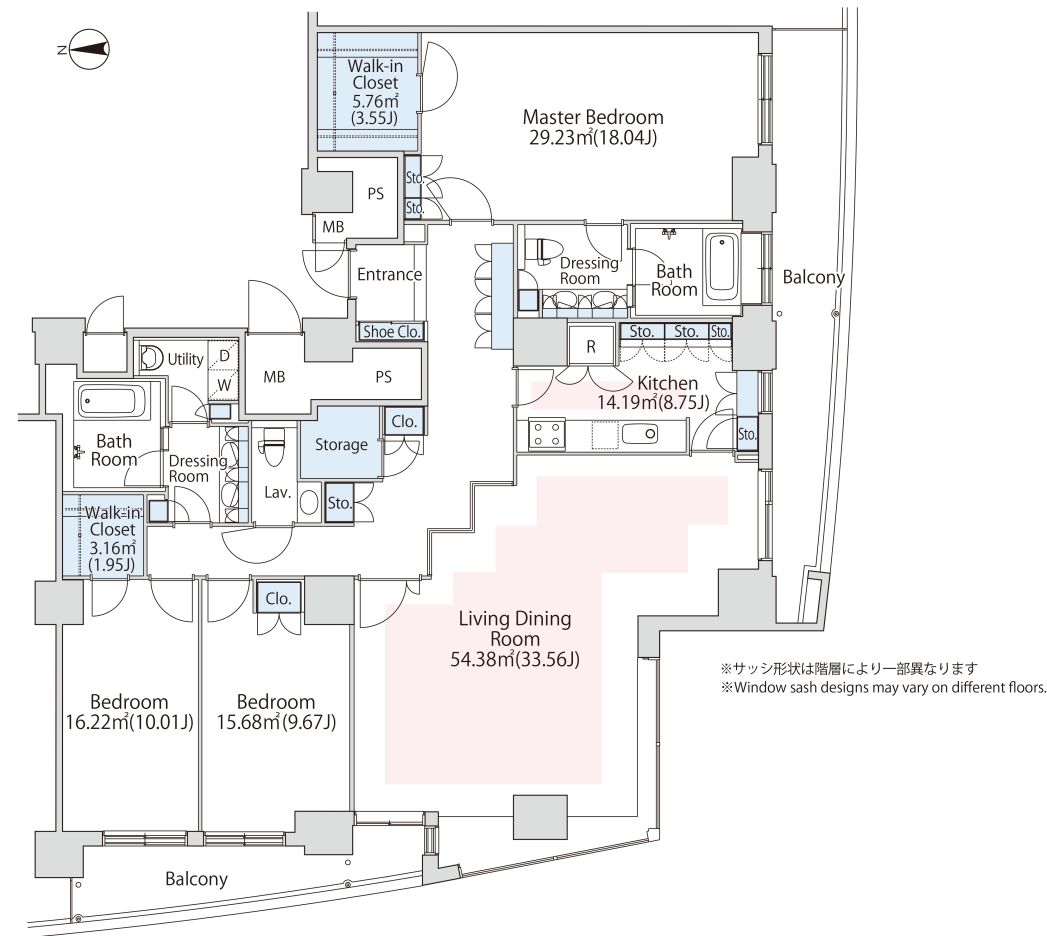 N
Walk-in
Closet
5.76㎡
(3.55J)
Master Bedroom
29.23㎡(18.04J)
Sto.
Sto.
PS
MB
Entrance
Shoe Clo.
Dressing
Room
Bath
Room
Balcony
Utility
D
W
MB
PS
R
Sto.
Sto.
Sto.
Kitchen
14.19㎡(8.75J)
Sto.
Bath
Room
Dressing
Room
Lav.
Storage
Clo.
Sto.
Walk-in
Closet
3.16㎡
(1.95J)
Clo.
Living Dining
Room
54.38㎡(33.56J)
Bedroom
16.22㎡(10.01J)
Bedroom
15.68㎡(9.67J)
Balcony
※サッシ形状は階層により一部異なります
※Window sash designs may vary on different floors.